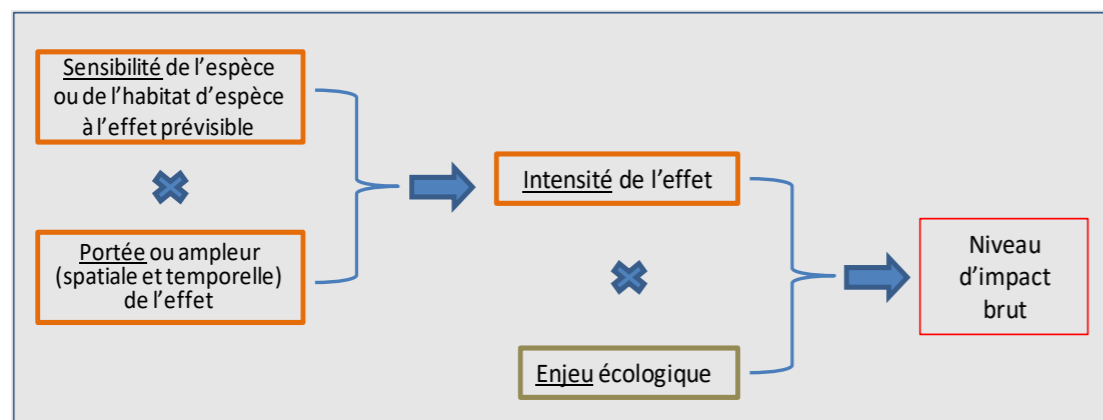 Sensibilité de l'espèce
ou de l'habitat d'espèce
à l'effet prévisible
Portée ou ampleur
(spatiale et temporelle)
de l'effet
Intensité de l'effet
Enjeu écologique
Niveau
d'impact
brut